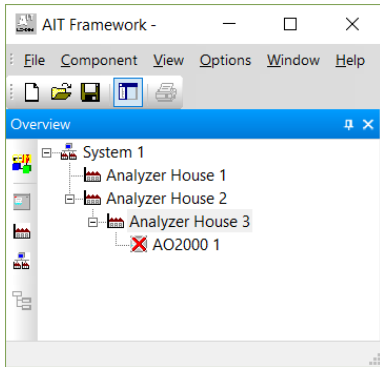 AIT Framework -
File Component View Options Window Help
Overview
System 1
Analyzer House 1
Analyzer House 2
Analyzer House 3
AO2000 1